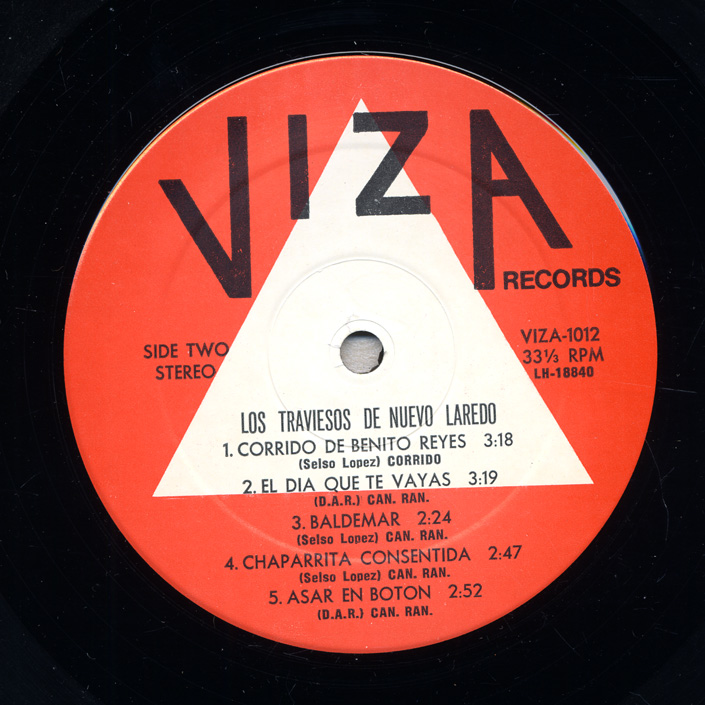 VIZA
RECORDS
SIDE TWO
STEREO
VIZA-1012
33⅓ RPM
LH-18840
LOS TRAVIESOS DE NUEVO LAREDO
1. CORRIDO DE BENITO REYES 3:18
(Selso Lopez) CORRIDO
2. EL DIA QUE TE VAYAS 3:19
(D.A.R.) CAN. RAN.
3. BALDEMAR 2:24
(Selso Lopez) CAN. RAN.
4. CHAPARRITA CONSENTIDA 2:47
(Selso Lopez) CAN. RAN.
5. ASAR EN BOTON 2:52
(D.A.R.) CAN. RAN.